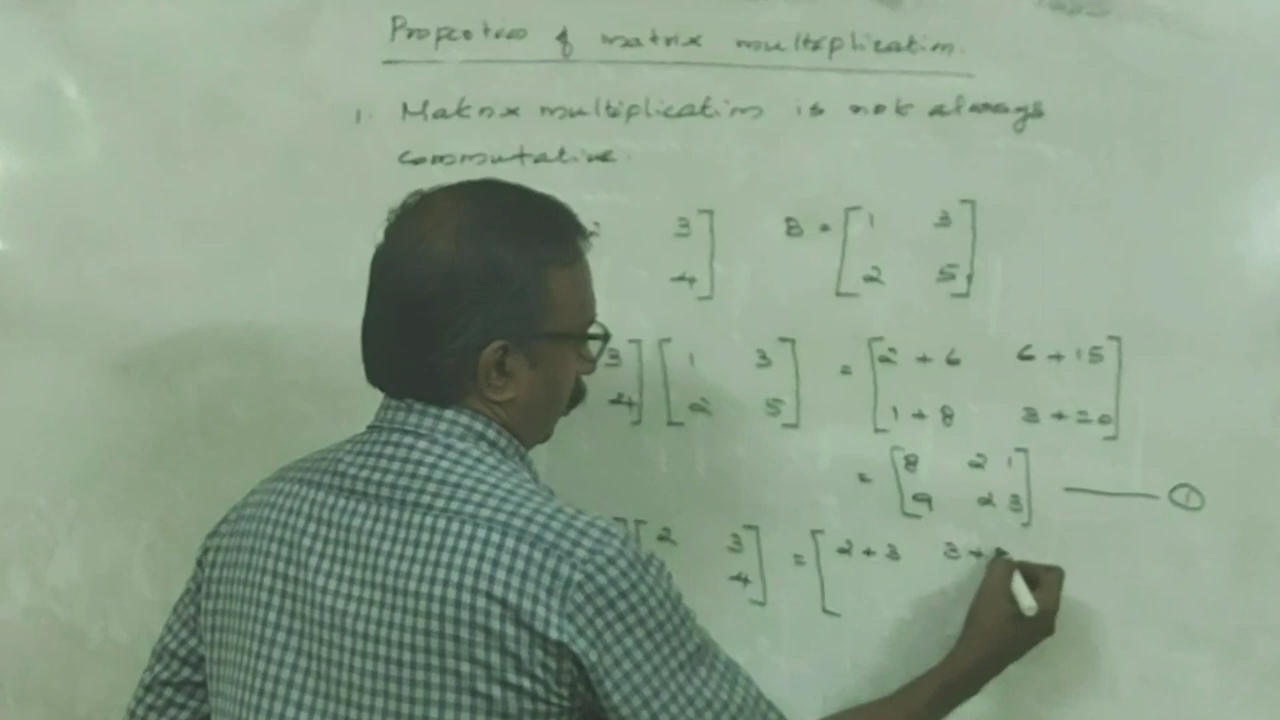 Properties of matrix multiplication.
1. Matrix multiplication is not always
commutative.
2 3 ] B = [ 1 3 ]
4 ] [ 2 5 ]
3 ] [ 1 3 ] = [ 2 + 6 6 + 15 ]
4 ] [ 2 5 ] [ 1 + 8 3 + 20 ]
= [ 8 21 ] ——— ①
[ 9 23 ]
] [ 2 3 ] = [ 2 + 3 3 +
4 ]